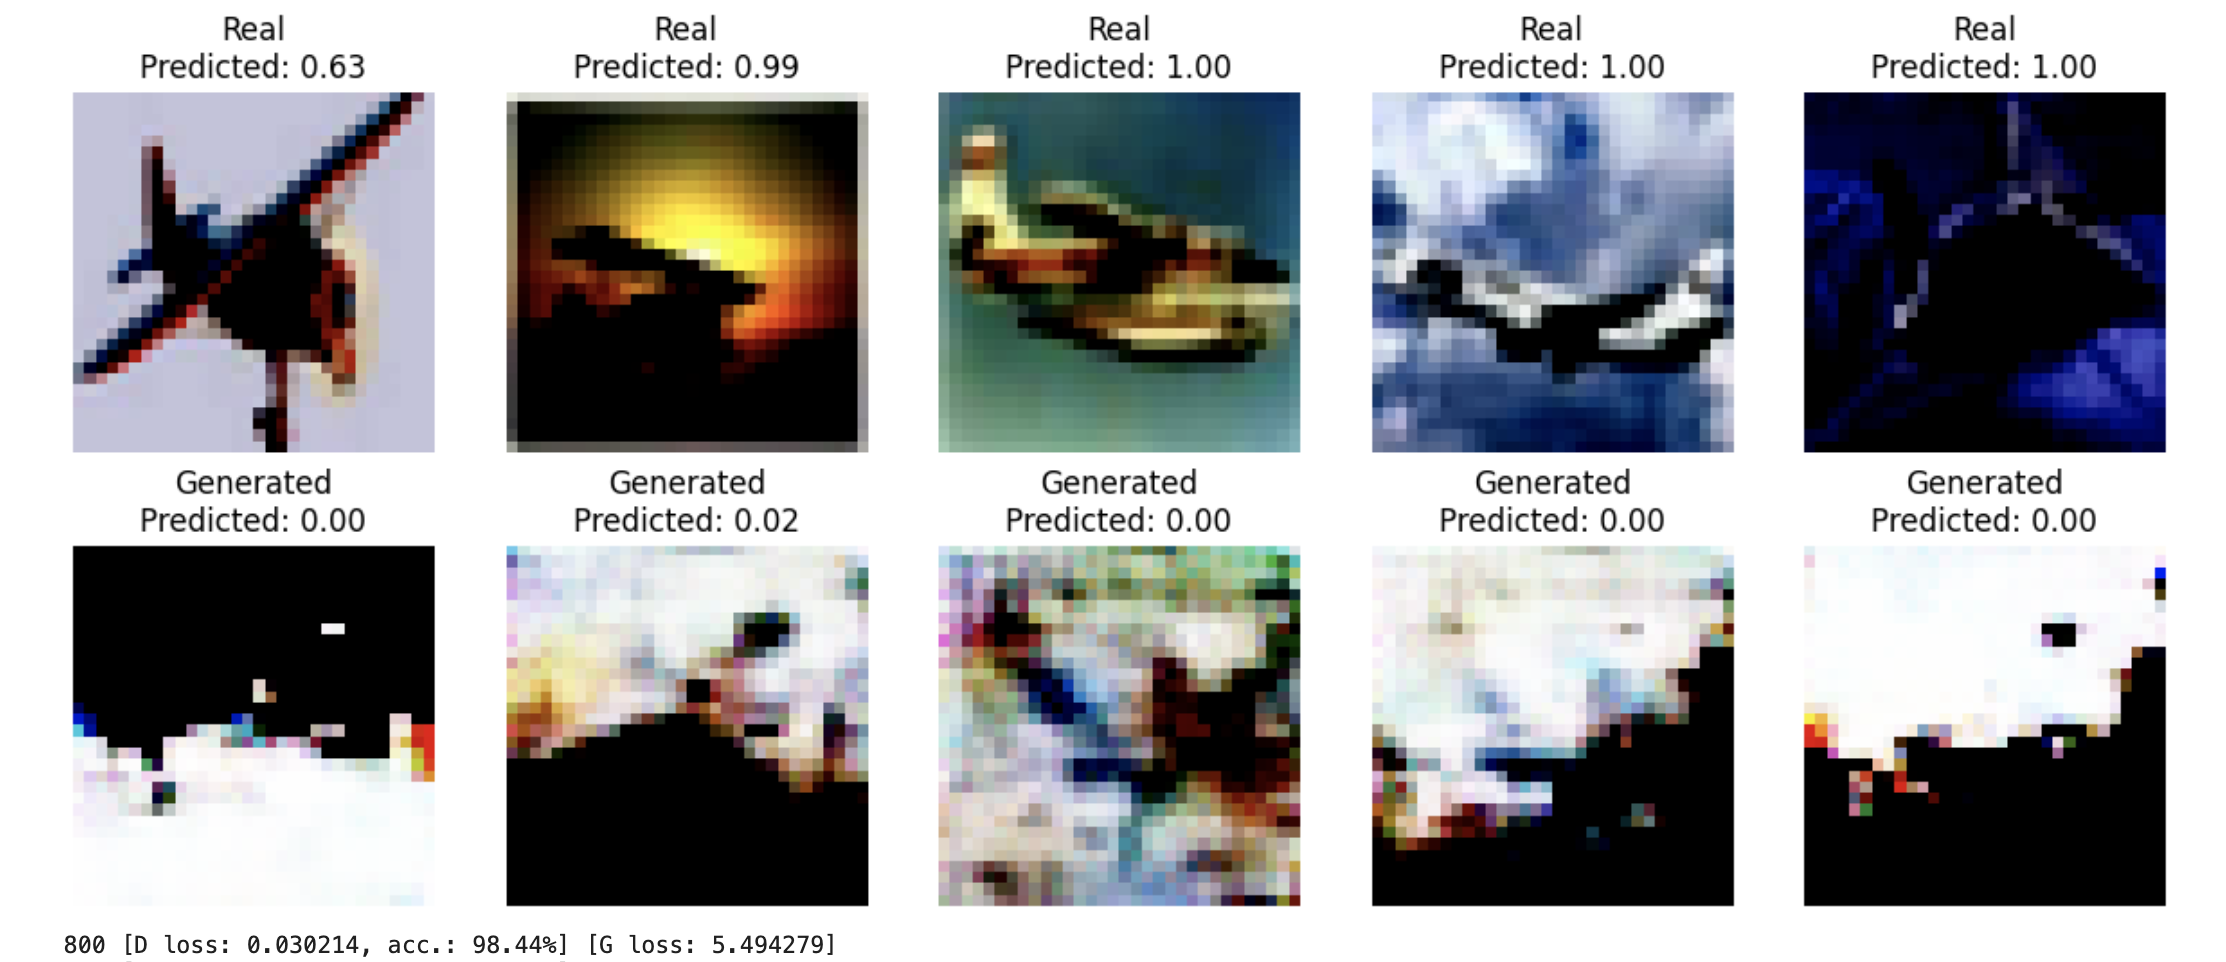 Real
Predicted: 0.63
Real
Predicted: 0.99
Real
Predicted: 1.00
Real
Predicted: 1.00
Real
Predicted: 1.00
Generated
Predicted: 0.00
Generated
Predicted: 0.02
Generated
Predicted: 0.00
Generated
Predicted: 0.00
Generated
Predicted: 0.00
800 [D loss: 0.030214, acc.: 98.44%] [G loss: 5.494279]